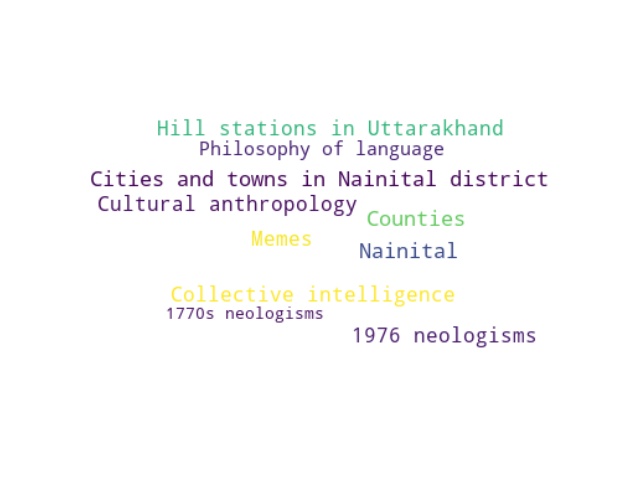 Hill stations in Uttarakhand
Philosophy of language
Cities and towns in Nainital district
Cultural anthropology
Counties
Memes
Nainital
Collective intelligence
1770s neologisms
1976 neologisms